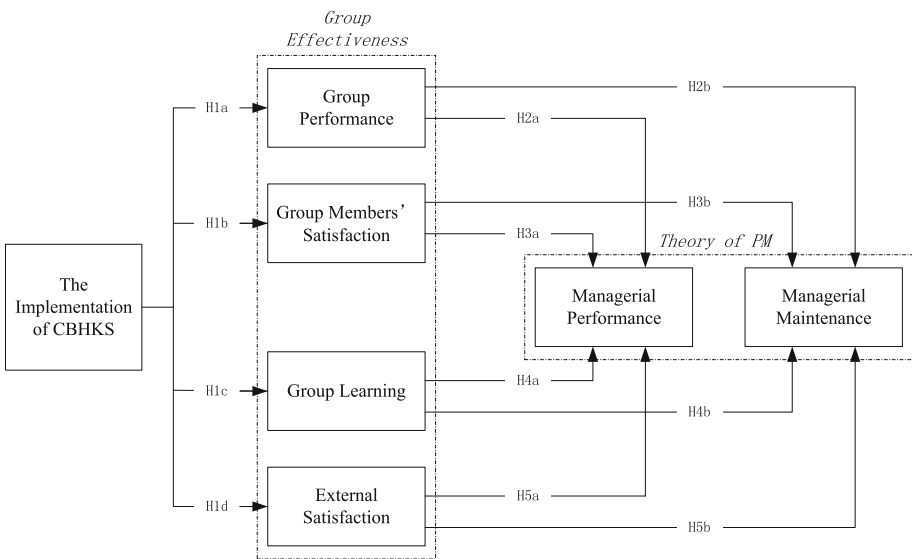 Group
Effectiveness
Group
Performance
H1a
H2b
H2a
Group Members’
Satisfaction
H1b
H3b
H3a
Theory of PM
The
Implementation
of CBHKS
Managerial
Performance
Managerial
Maintenance
H1c
Group Learning
H4a
H4b
H1d
External
Satisfaction
H5a
H5b